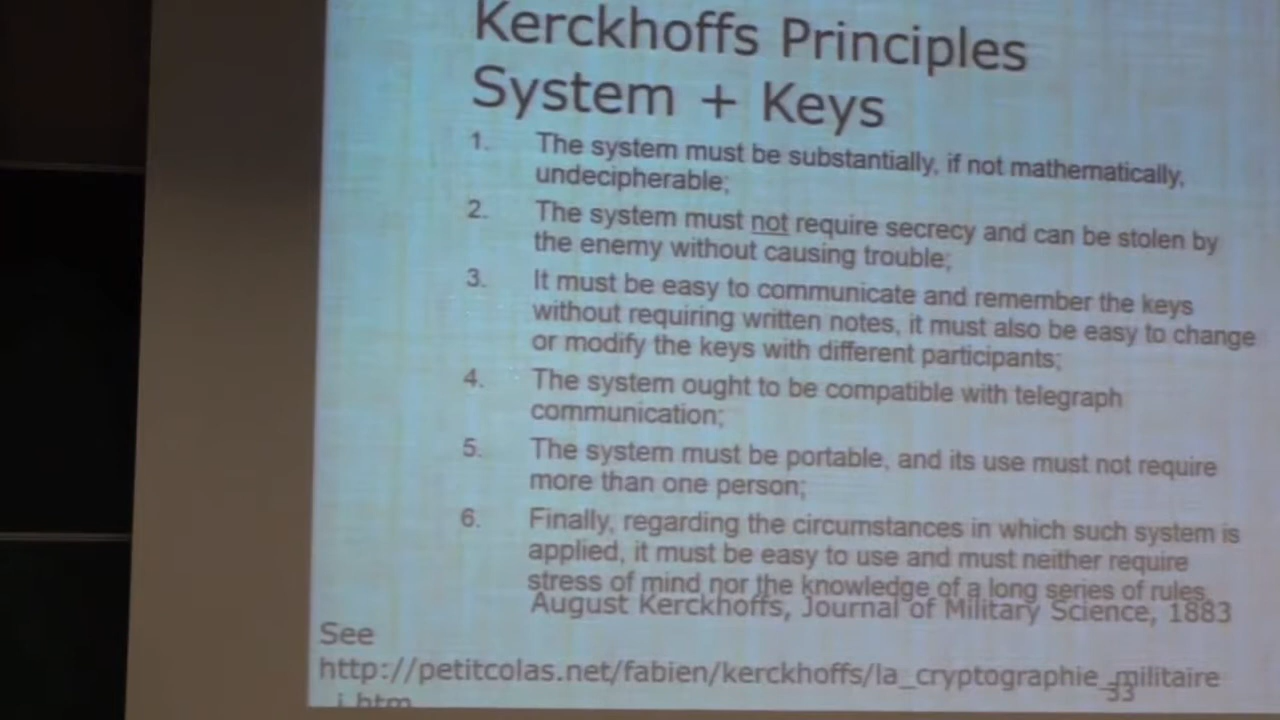 Kerckhoffs Principles
System + Keys
1. The system must be substantially, if not mathematically,
undecipherable;
2. The system must not require secrecy and can be stolen by
the enemy without causing trouble;
3. It must be easy to communicate and remember the keys
without requiring written notes, it must also be easy to change
or modify the keys with different participants;
4. The system ought to be compatible with telegraph
communication;
5. The system must be portable, and its use must not require
more than one person;
6. Finally, regarding the circumstances in which such system is
applied, it must be easy to use and must neither require
stress of mind nor the knowledge of a long series of rules.
August Kerckhoffs, Journal of Military Science, 1883
See
http://petitcolas.net/fabien/kerckhoffs/la_cryptographie_militaire
_i.htm
33